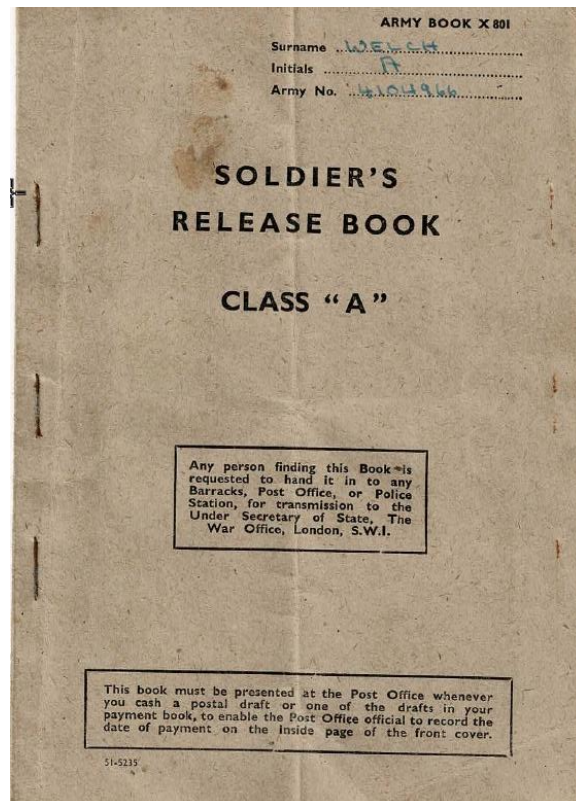 ARMY BOOK X 801
Surname WELCH
Initials A
Army No. 4104966
SOLDIER'S
RELEASE BOOK
CLASS "A"
Any person finding this Book is
requested to hand it in to any
Barracks, Post Office, or Police
Station, for transmission to the
Under Secretary of State, The
War Office, London, S.W.I.
This book must be presented at the Post Office whenever
you cash a postal draft or one of the drafts in your
payment book, to enable the Post Office official to record the
date of payment on the inside page of the front cover.
51-5235